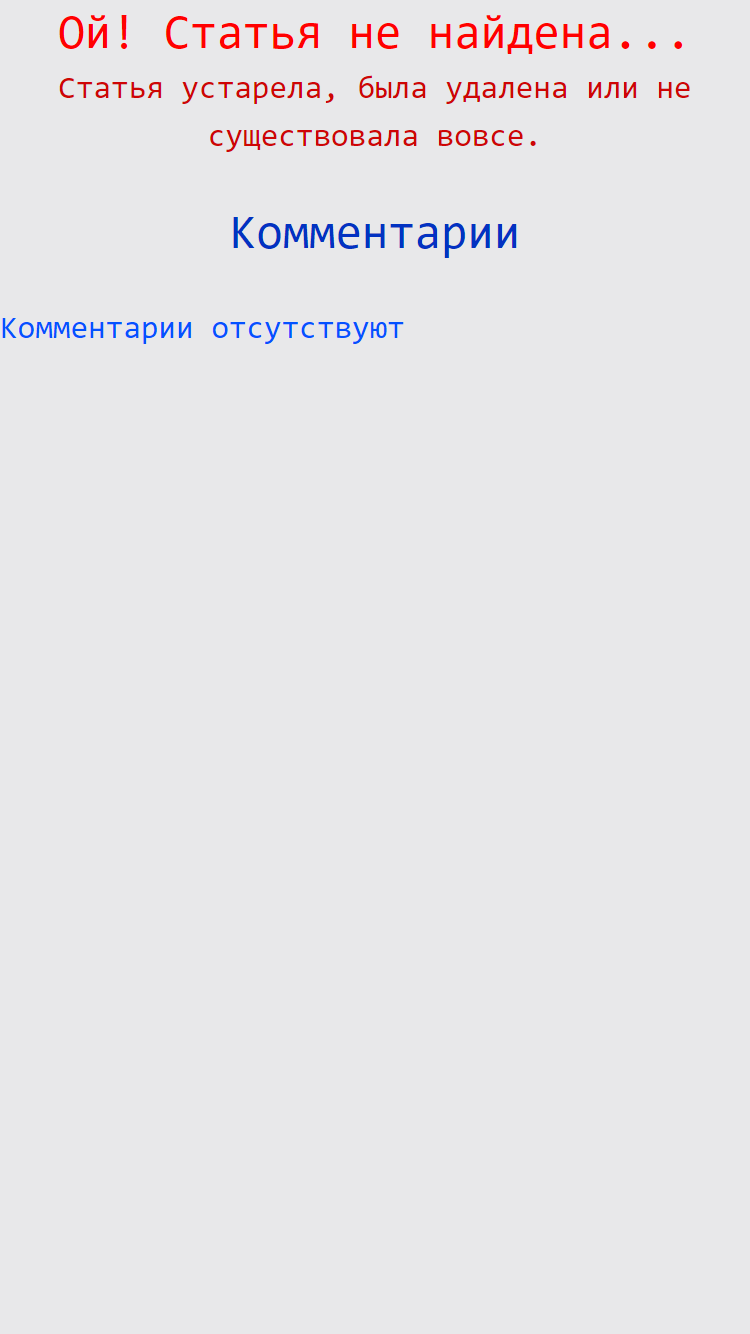 Ой! Статья не найдена...
Статья устарела, была удалена или не
существовала вовсе.
Комментарии
Комментарии отсутствуют